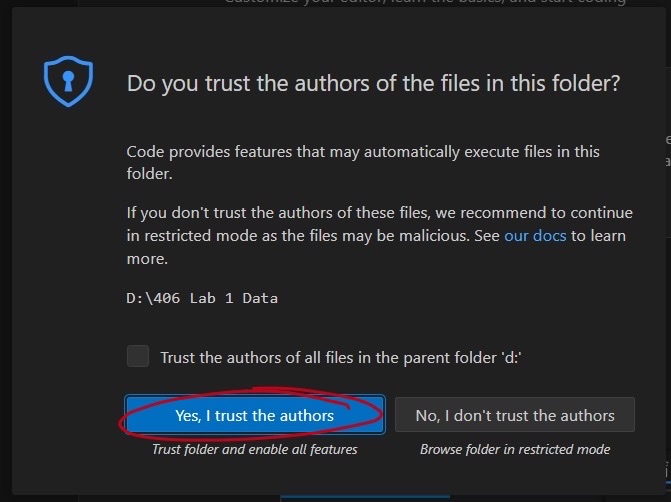 Customize your editor, learn the basics, and start coding
Do you trust the authors of the files in this folder?
Code provides features that may automatically execute files in this
folder.
If you don't trust the authors of these files, we recommend to continue
in restricted mode as the files may be malicious. See our docs to learn
more.
D:\406 Lab 1 Data
Trust the authors of all files in the parent folder 'd:'
Yes, I trust the authors No, I don't trust the authors
Trust folder and enable all features Browse folder in restricted mode